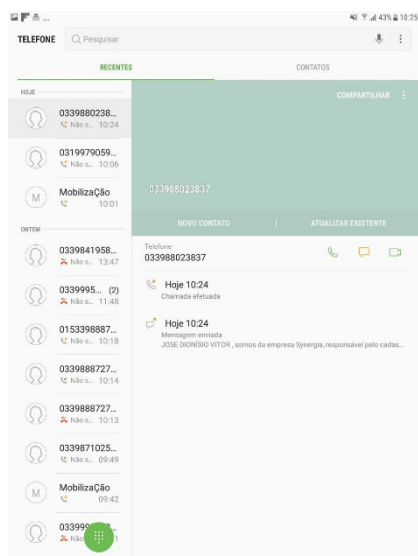 ... 43% 10:25
TELEFONE Pesquisar
RECENTES CONTATOS
HOJE
0339880238...
Não s... 10:24
0319979059...
Não s... 10:06
M MobilizaÇão
10:01
ONTEM
0339841958...
Não s... 13:47
0339995... (2)
Não s... 11:48
0153398887...
Não s... 10:18
0339888727...
Não s... 10:14
0339888727...
Não s... 10:13
0339871025...
Não s... 09:49
M MobilizaÇão
09:42
Não s...
COMPARTILHAR
033988023837
NOVO CONTATO | ATUALIZAR EXISTENTE
Telefone
033988023837
Hoje 10:24
Chamada efetuada
Hoje 10:24
Mensagem enviada
JOSE DIONÍSIO VITOR , somos da empresa Synergia, responsável pelo cadas...